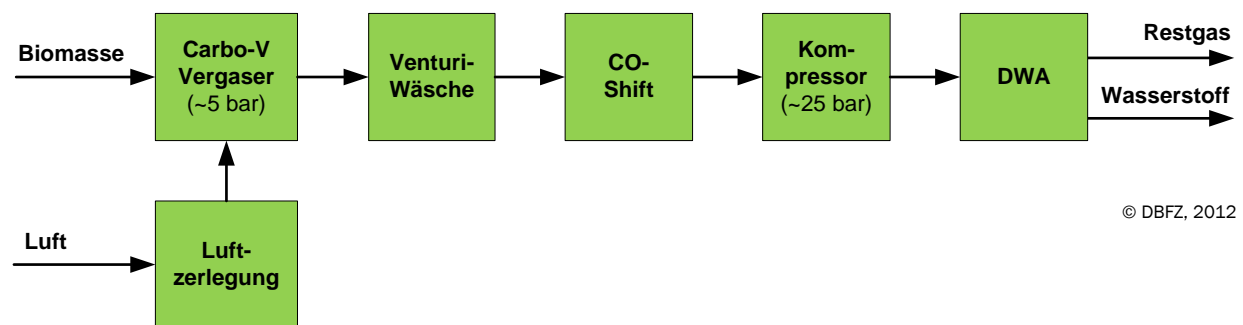 Biomasse
Carbo-V
Vergaser
(~5 bar)
Venturi-
Wäsche
CO-
Shift
Kom-
pressor
(~25 bar)
DWA
Restgas
Wasserstoff
Luft
Luft-
zerlegung
© DBFZ, 2012